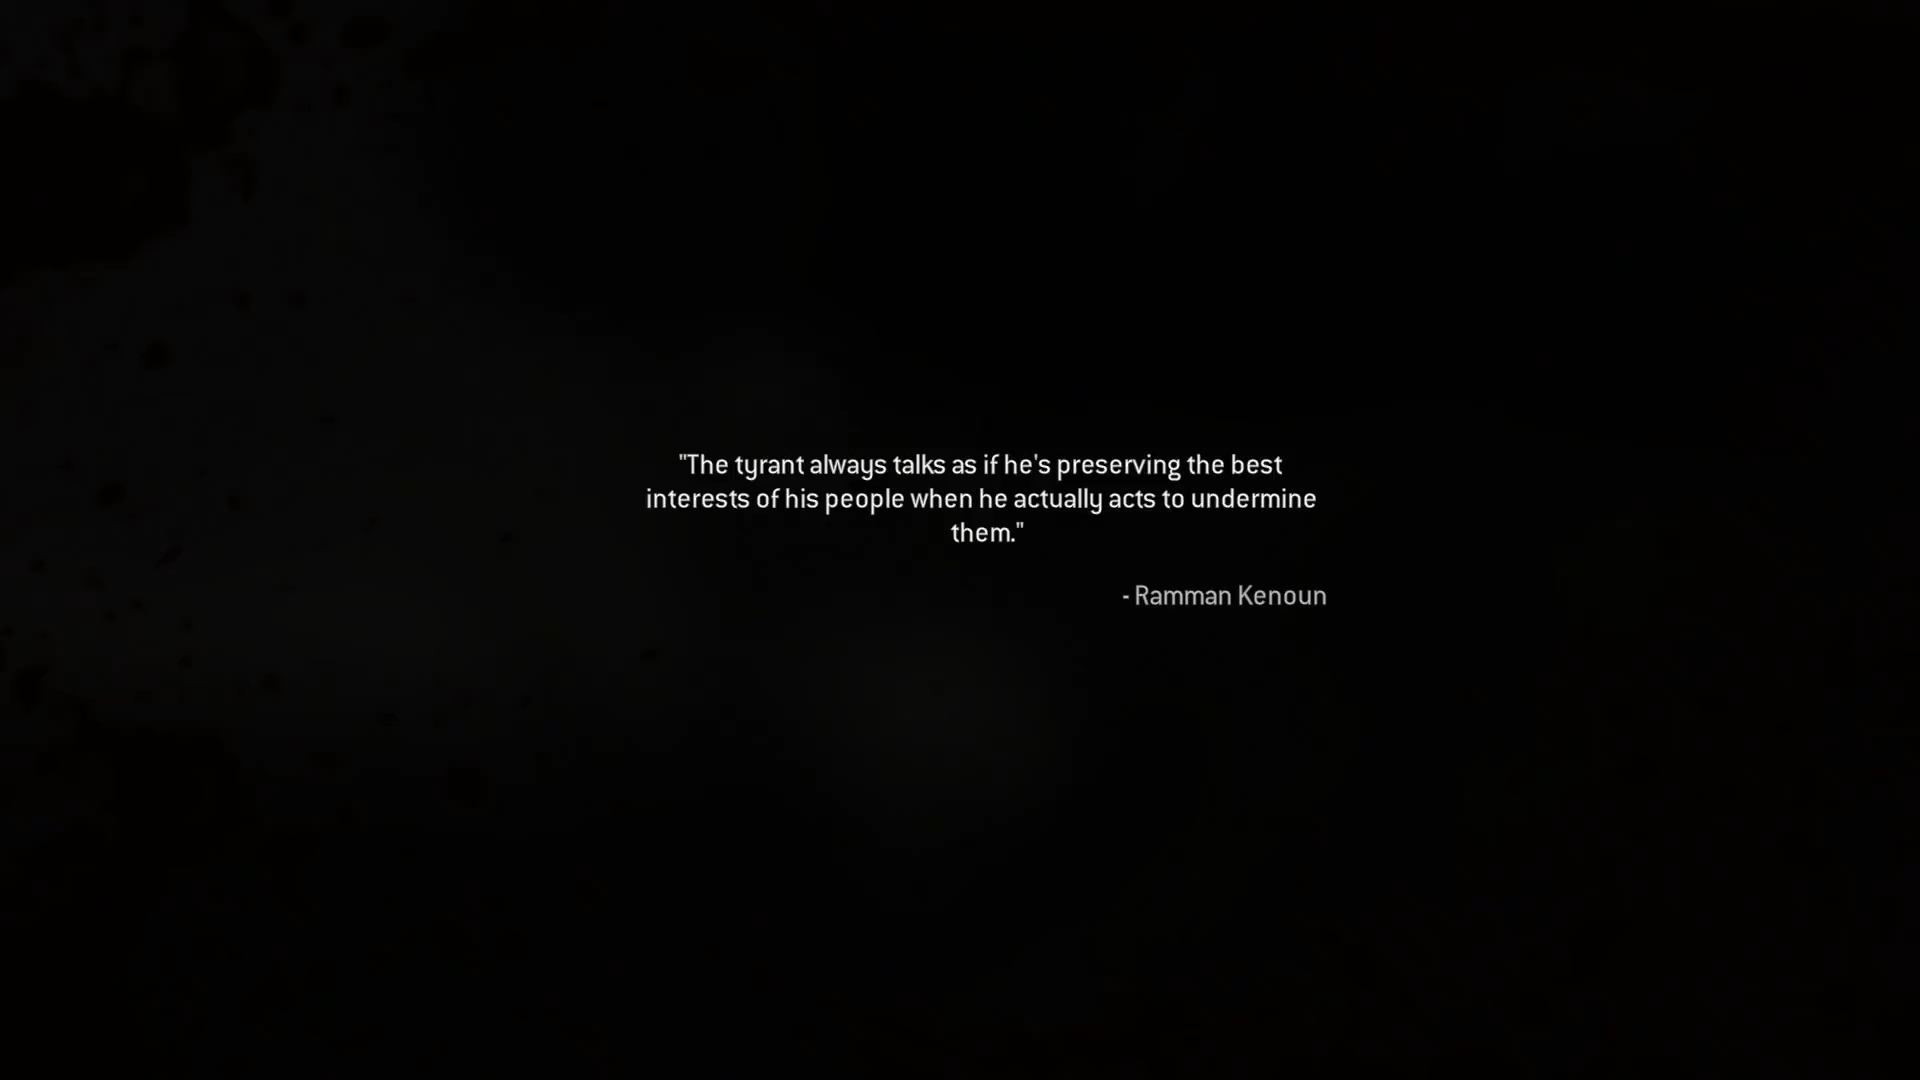 "The tyrant always talks as if he's preserving the best
interests of his people when he actually acts to undermine
them."
- Ramman Kenoun